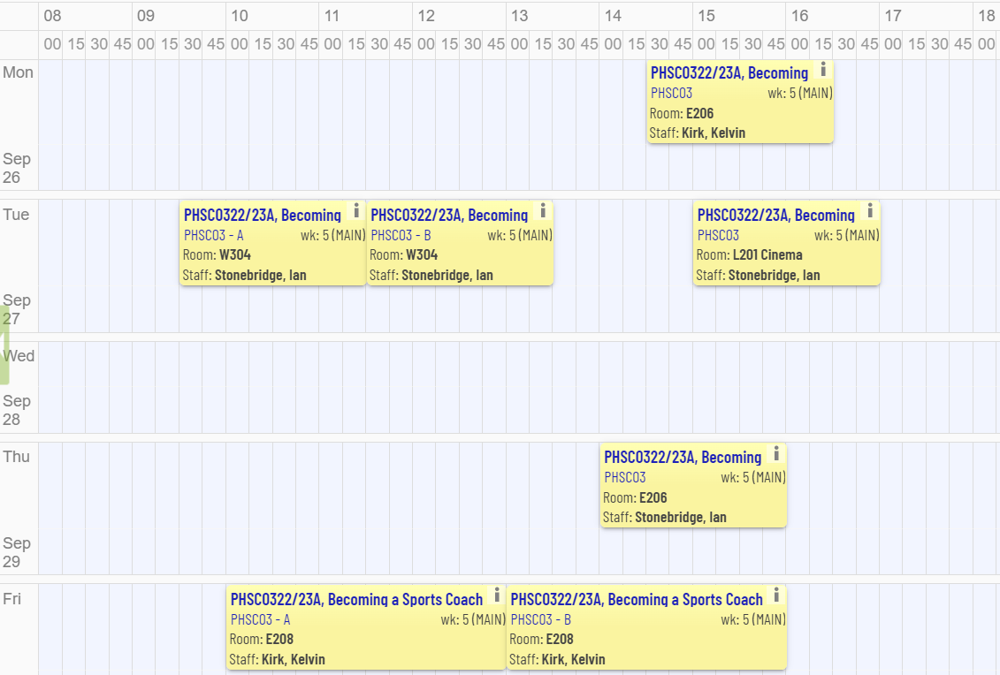 08 09 10 11 12 13 14 15 16 17 18
00 15 30 45 00 15 30 45 00 15 30 45 00 15 30 45 00 15 30 45 00 15 30 45 00 15 30 45 00 15 30 45 00 15 30 45 00 15 30 45 00
Mon
PHSC0322/23A, Becoming i
PHSC03 wk: 5 (MAIN)
Room: E206
Staff: Kirk, Kelvin
Sep
26
Tue
PHSC0322/23A, Becoming i PHSC0322/23A, Becoming i PHSC0322/23A, Becoming i
PHSC03 - A wk: 5 (MAIN) PHSC03 - B wk: 5 (MAIN) PHSC03 wk: 5 (MAIN)
Room: W304 Room: W304 Room: L201 Cinema
Staff: Stonebridge, Ian Staff: Stonebridge, Ian Staff: Stonebridge, Ian
Sep
27
Wed
Sep
28
Thu
PHSC0322/23A, Becoming i
PHSC03 wk: 5 (MAIN)
Room: E206
Staff: Stonebridge, Ian
Sep
29
Fri
PHSC0322/23A, Becoming a Sports Coach i PHSC0322/23A, Becoming a Sports Coach i
PHSC03 - A wk: 5 (MAIN) PHSC03 - B wk: 5 (MAIN)
Room: E208 Room: E208
Staff: Kirk, Kelvin Staff: Kirk, Kelvin